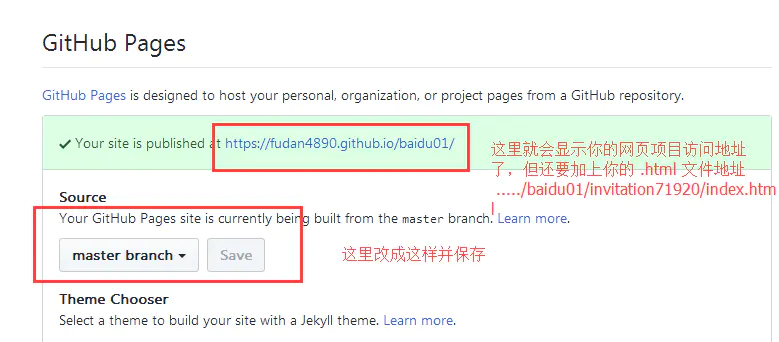 GitHub Pages
GitHub Pages is designed to host your personal, organization, or project pages from a GitHub repository.
✔ Your site is published at https://fudan4890.github.io/baidu01/
这里就会显示你的网页项目访问地址
了，但还要加上你的 .html 文件地址
...../baidu01/invitation71920/index.htm
l
Source
Your GitHub Pages site is currently being built from the master branch. Learn more.
master branch Save
这里改成这样并保存
Theme Chooser
Select a theme to build your site with a Jekyll theme. Learn more.